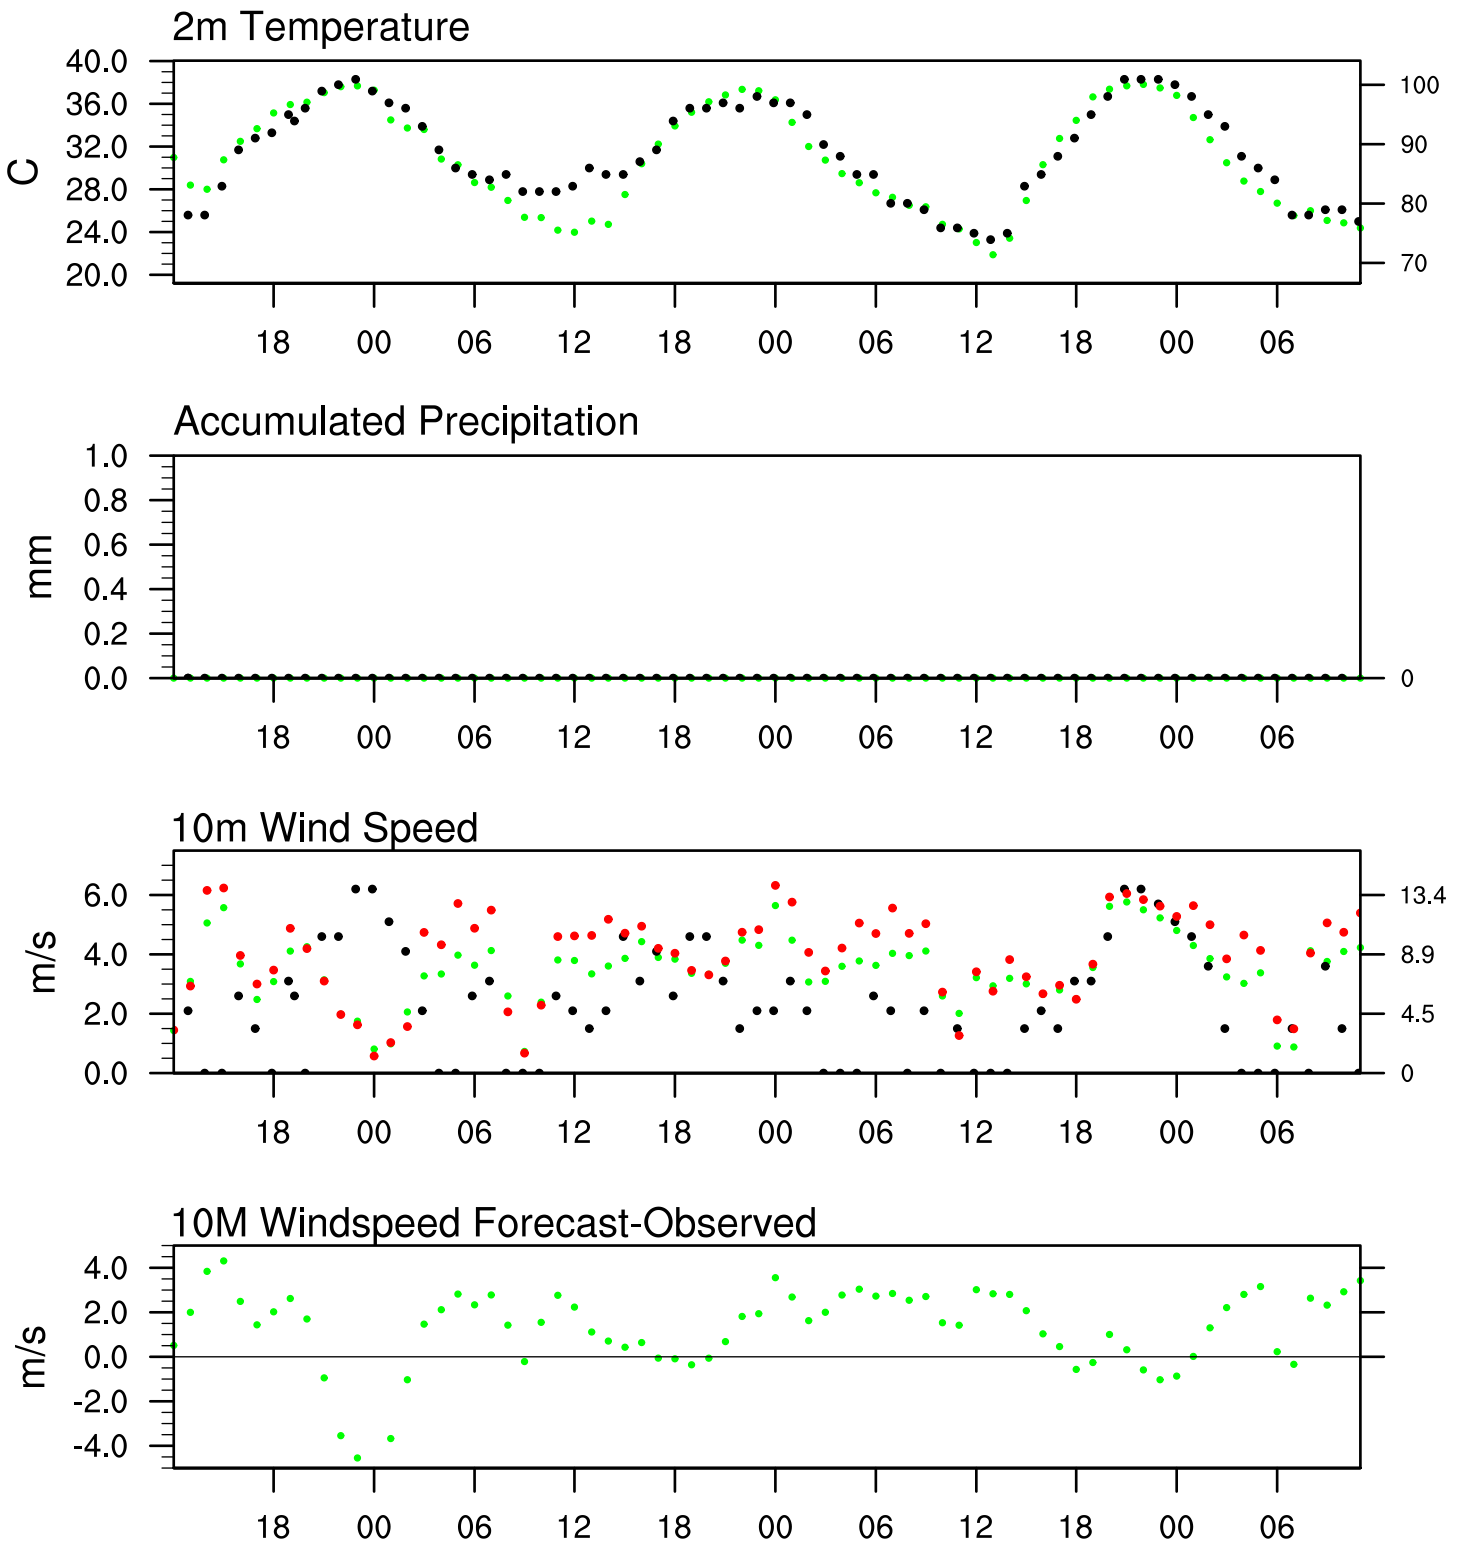 2m Temperature
40.0
36.0
32.0
28.0
24.0
20.0
C
100
90
80
70
18 00 06 12 18 00 06 12 18 00 06
Accumulated Precipitation
1.0
0.8
0.6
0.4
0.2
0.0
mm
0
18 00 06 12 18 00 06 12 18 00 06
10m Wind Speed
6.0
4.0
2.0
0.0
m/s
13.4
8.9
4.5
0
18 00 06 12 18 00 06 12 18 00 06
10M Windspeed Forecast-Observed
4.0
2.0
0.0
-2.0
-4.0
m/s
18 00 06 12 18 00 06 12 18 00 06